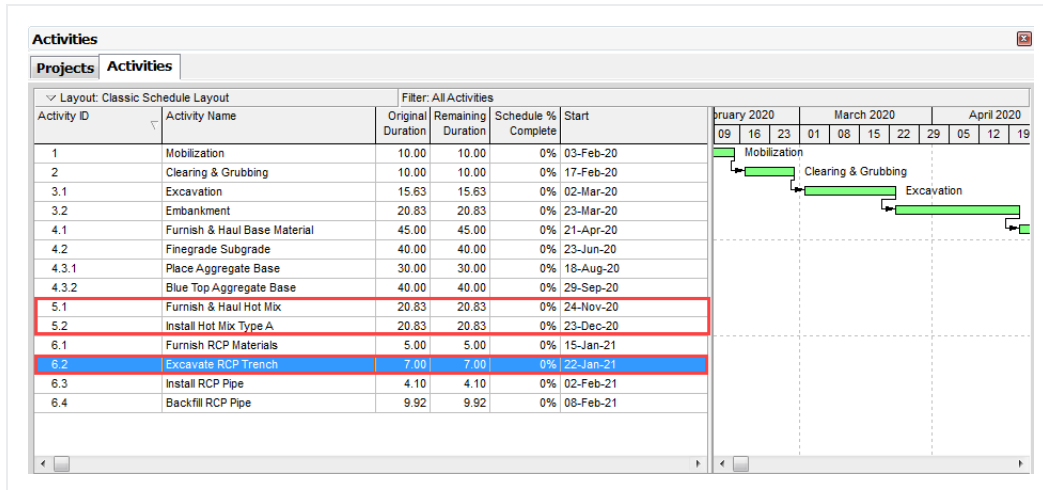 Activities
Projects Activities
Layout: Classic Schedule Layout Filter: All Activities
Activity ID Activity Name Original Duration Remaining Duration Schedule % Complete Start
bruary 2020 March 2020 April 2020
09 16 23 01 08 15 22 29 05 12 19
1 Mobilization 10.00 10.00 0% 03-Feb-20 Mobilization
2 Clearing & Grubbing 10.00 10.00 0% 17-Feb-20 Clearing & Grubbing
3.1 Excavation 15.63 15.63 0% 02-Mar-20 Excavation
3.2 Embankment 20.83 20.83 0% 23-Mar-20
4.1 Furnish & Haul Base Material 45.00 45.00 0% 21-Apr-20
4.2 Finegrade Subgrade 40.00 40.00 0% 23-Jun-20
4.3.1 Place Aggregate Base 30.00 30.00 0% 18-Aug-20
4.3.2 Blue Top Aggregate Base 40.00 40.00 0% 29-Sep-20
5.1 Furnish & Haul Hot Mix 20.83 20.83 0% 24-Nov-20
5.2 Install Hot Mix Type A 20.83 20.83 0% 23-Dec-20
6.1 Furnish RCP Materials 5.00 5.00 0% 15-Jan-21
6.2 Excavate RCP Trench 7.00 7.00 0% 22-Jan-21
6.3 Install RCP Pipe 4.10 4.10 0% 02-Feb-21
6.4 Backfill RCP Pipe 9.92 9.92 0% 08-Feb-21